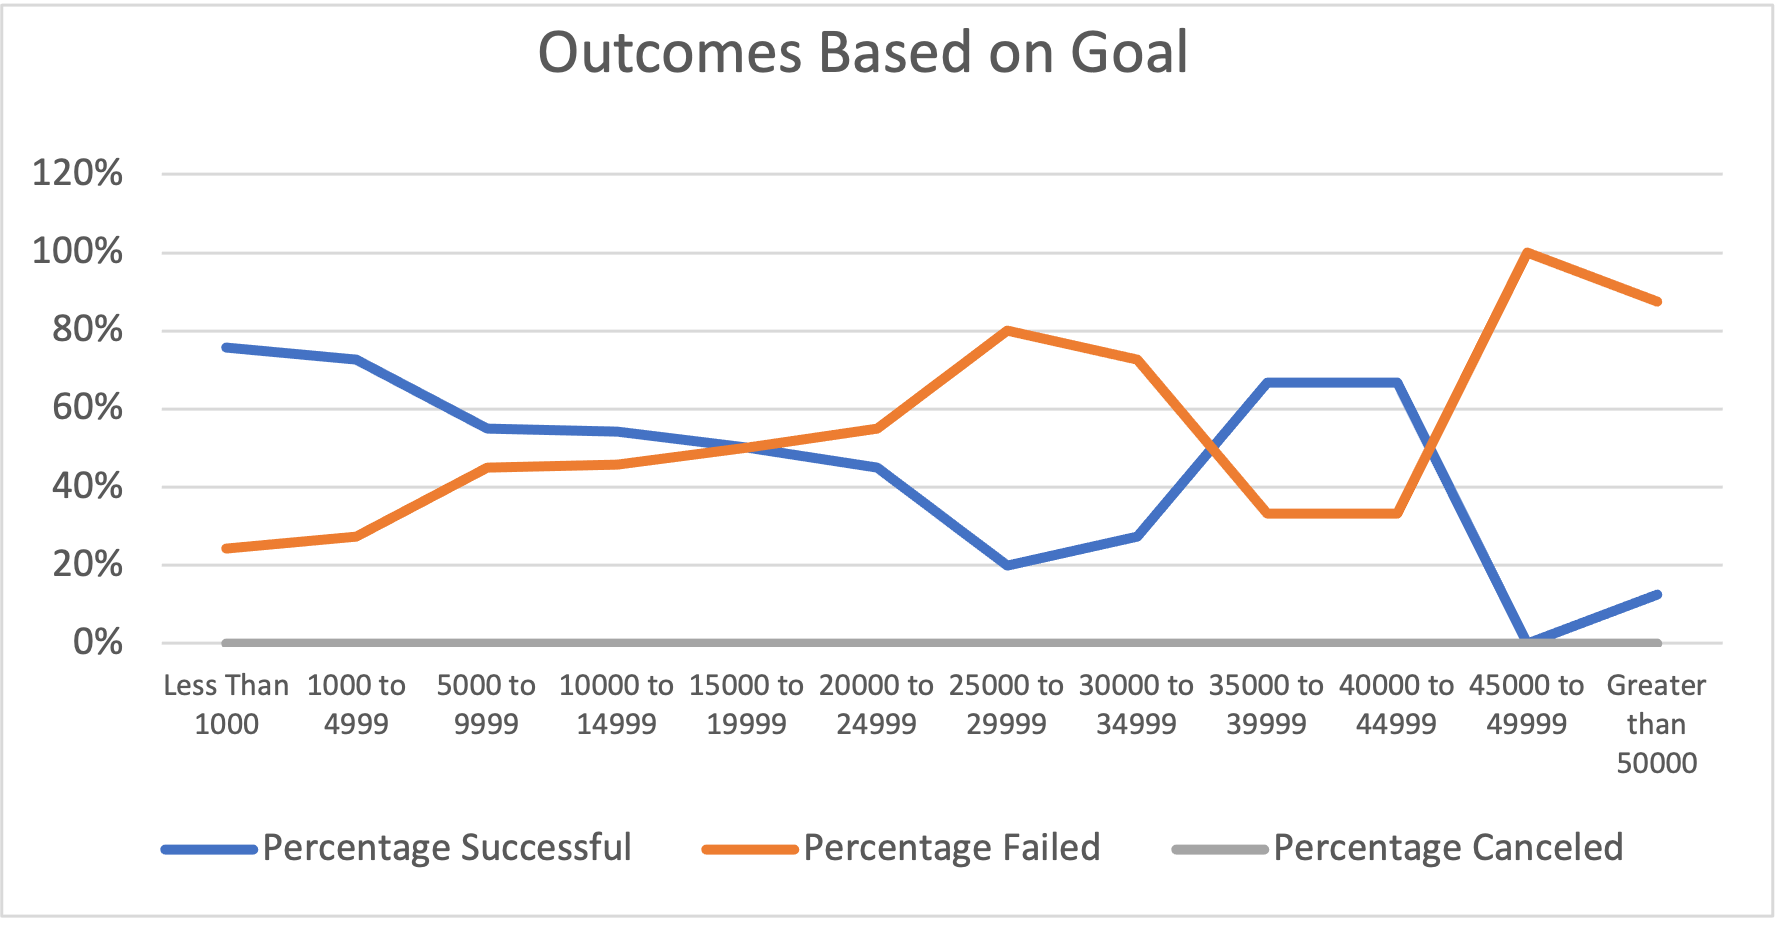 Outcomes Based on Goal
120%
100%
80%
60%
40%
20%
0%
Less Than 1000
1000 to 4999
5000 to 9999
10000 to 14999
15000 to 19999
20000 to 24999
25000 to 29999
30000 to 34999
35000 to 39999
40000 to 44999
45000 to 49999
Greater than 50000
Percentage Successful
Percentage Failed
Percentage Canceled